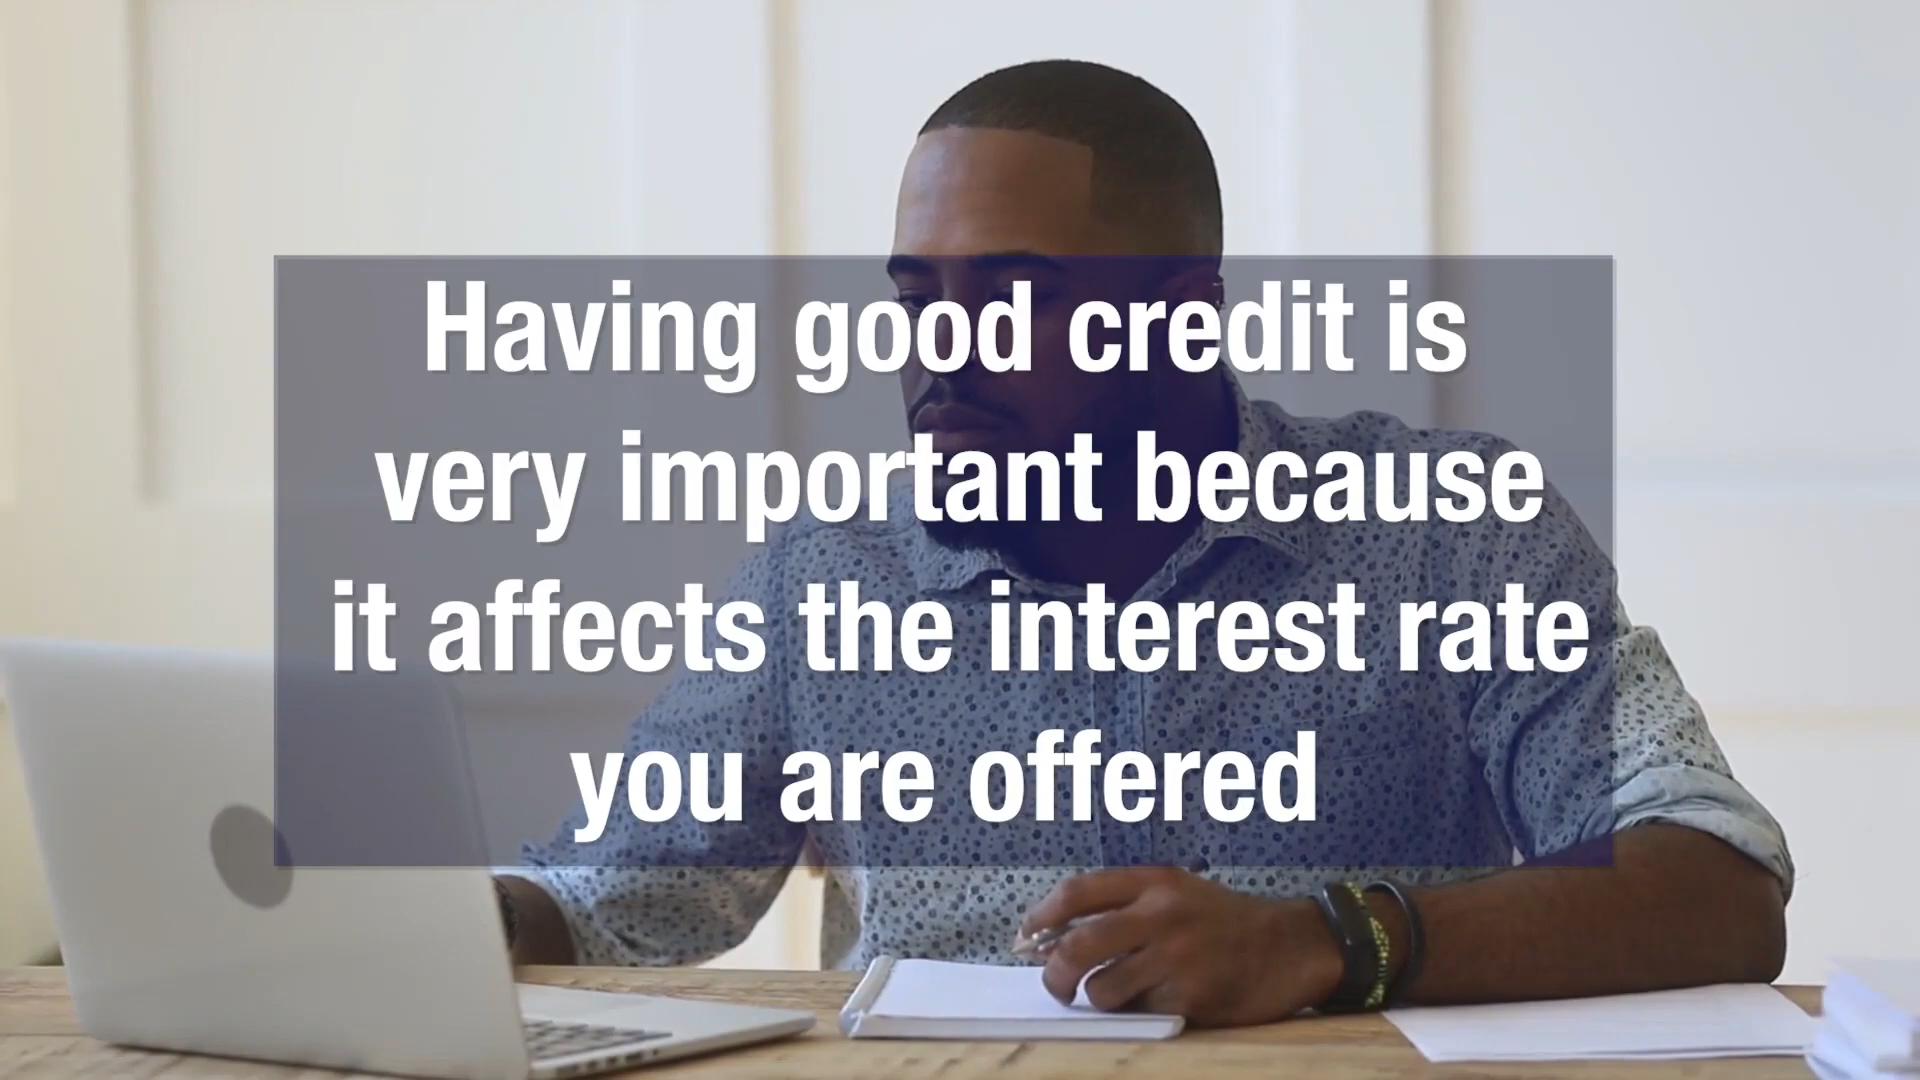 Having good credit is
very important because
it affects the interest rate
you are offered